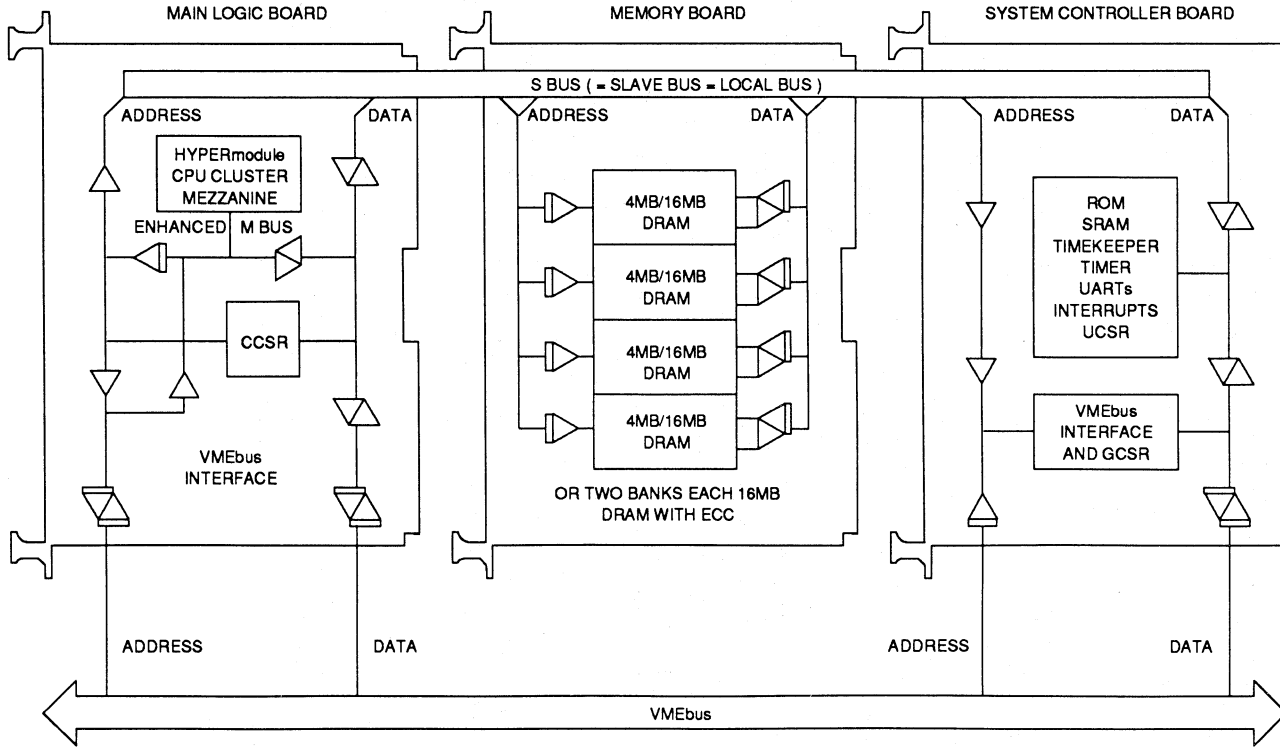 MAIN LOGIC BOARD
MEMORY BOARD
SYSTEM CONTROLLER BOARD
S BUS ( = SLAVE BUS = LOCAL BUS )
ADDRESS
DATA
ADDRESS
DATA
ADDRESS
DATA
HYPERmodule
CPU CLUSTER
MEZZANINE
ENHANCED
M BUS
CCSR
VMEbus
INTERFACE
4MB/16MB
DRAM
4MB/16MB
DRAM
4MB/16MB
DRAM
4MB/16MB
DRAM
OR TWO BANKS EACH 16MB
DRAM WITH ECC
ROM
SRAM
TIMEKEEPER
TIMER
UARTs
INTERRUPTS
UCSR
VMEbus
INTERFACE
AND GCSR
ADDRESS
DATA
ADDRESS
DATA
VMEbus